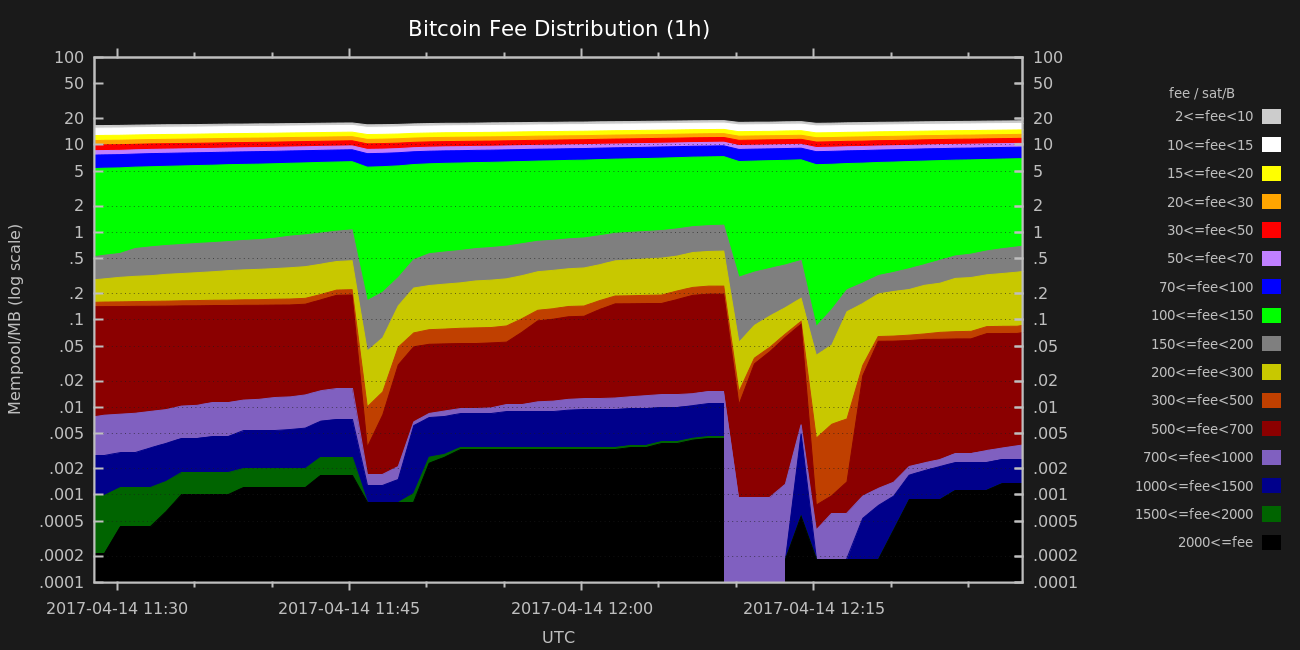 Bitcoin Fee Distribution (1h)
100
50
20
10
5
2
1
.5
.2
.1
.05
.02
.01
.005
.002
.001
.0005
.0002
.0001
Mempool/MB (log scale)
100
50
20
10
5
2
1
.5
.2
.1
.05
.02
.01
.005
.002
.001
.0005
.0002
.0001
fee / sat/B
2<=fee<10
10<=fee<15
15<=fee<20
20<=fee<30
30<=fee<50
50<=fee<70
70<=fee<100
100<=fee<150
150<=fee<200
200<=fee<300
300<=fee<500
500<=fee<700
700<=fee<1000
1000<=fee<1500
1500<=fee<2000
2000<=fee
2017-04-14 11:30
2017-04-14 11:45
2017-04-14 12:00
2017-04-14 12:15
UTC